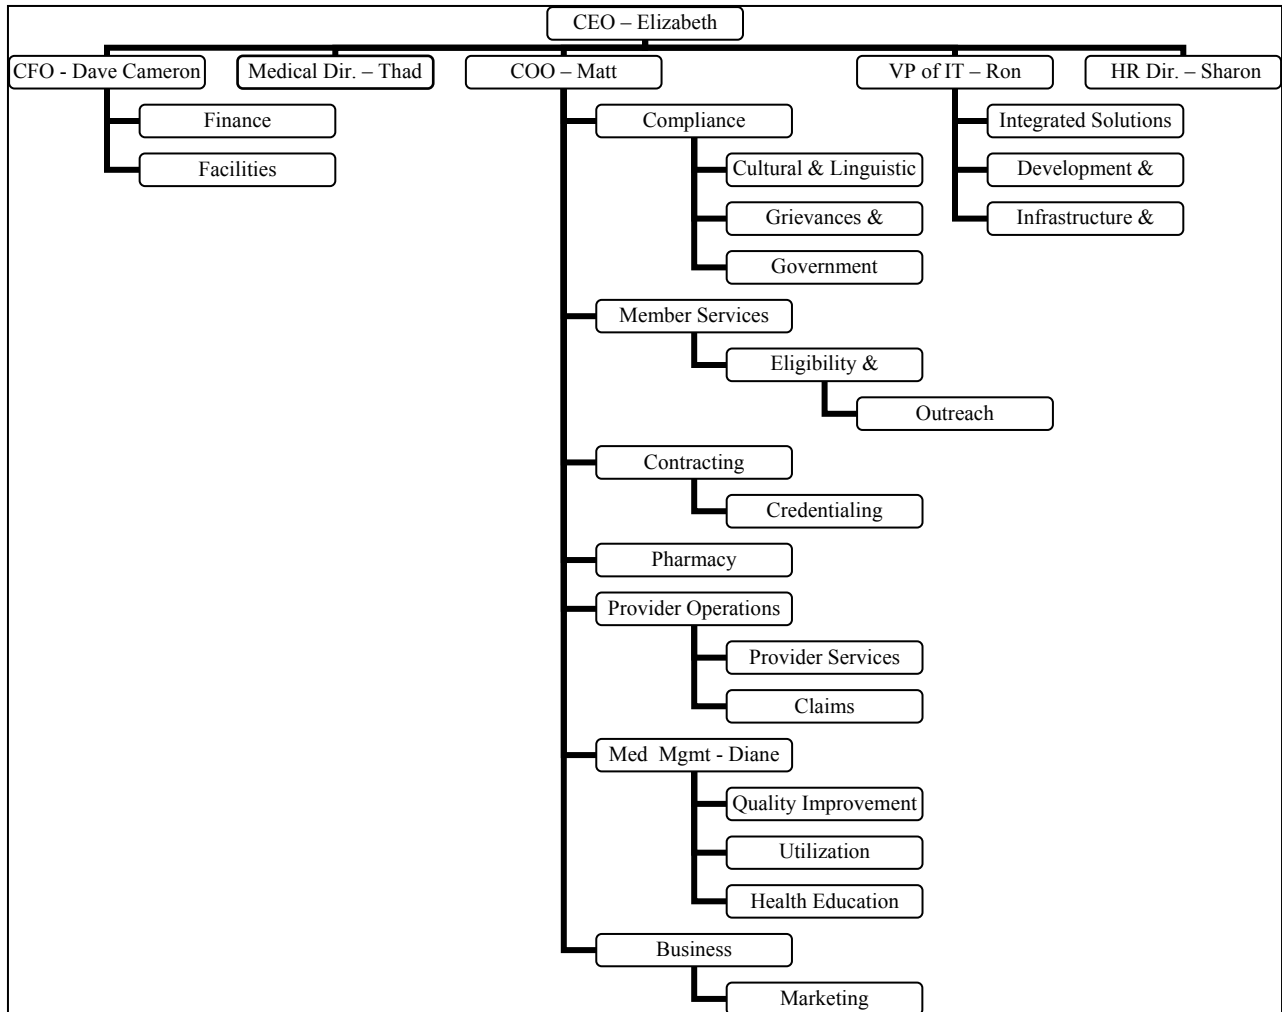 CEO – Elizabeth
CFO - Dave Cameron
Medical Dir. – Thad
COO – Matt
VP of IT – Ron
HR Dir. – Sharon
Finance
Facilities
Compliance
Cultural & Linguistic
Grievances &
Government
Member Services
Eligibility &
Outreach
Contracting
Credentialing
Pharmacy
Provider Operations
Provider Services
Claims
Med Mgmt - Diane
Quality Improvement
Utilization
Health Education
Business
Marketing
Integrated Solutions
Development &
Infrastructure &